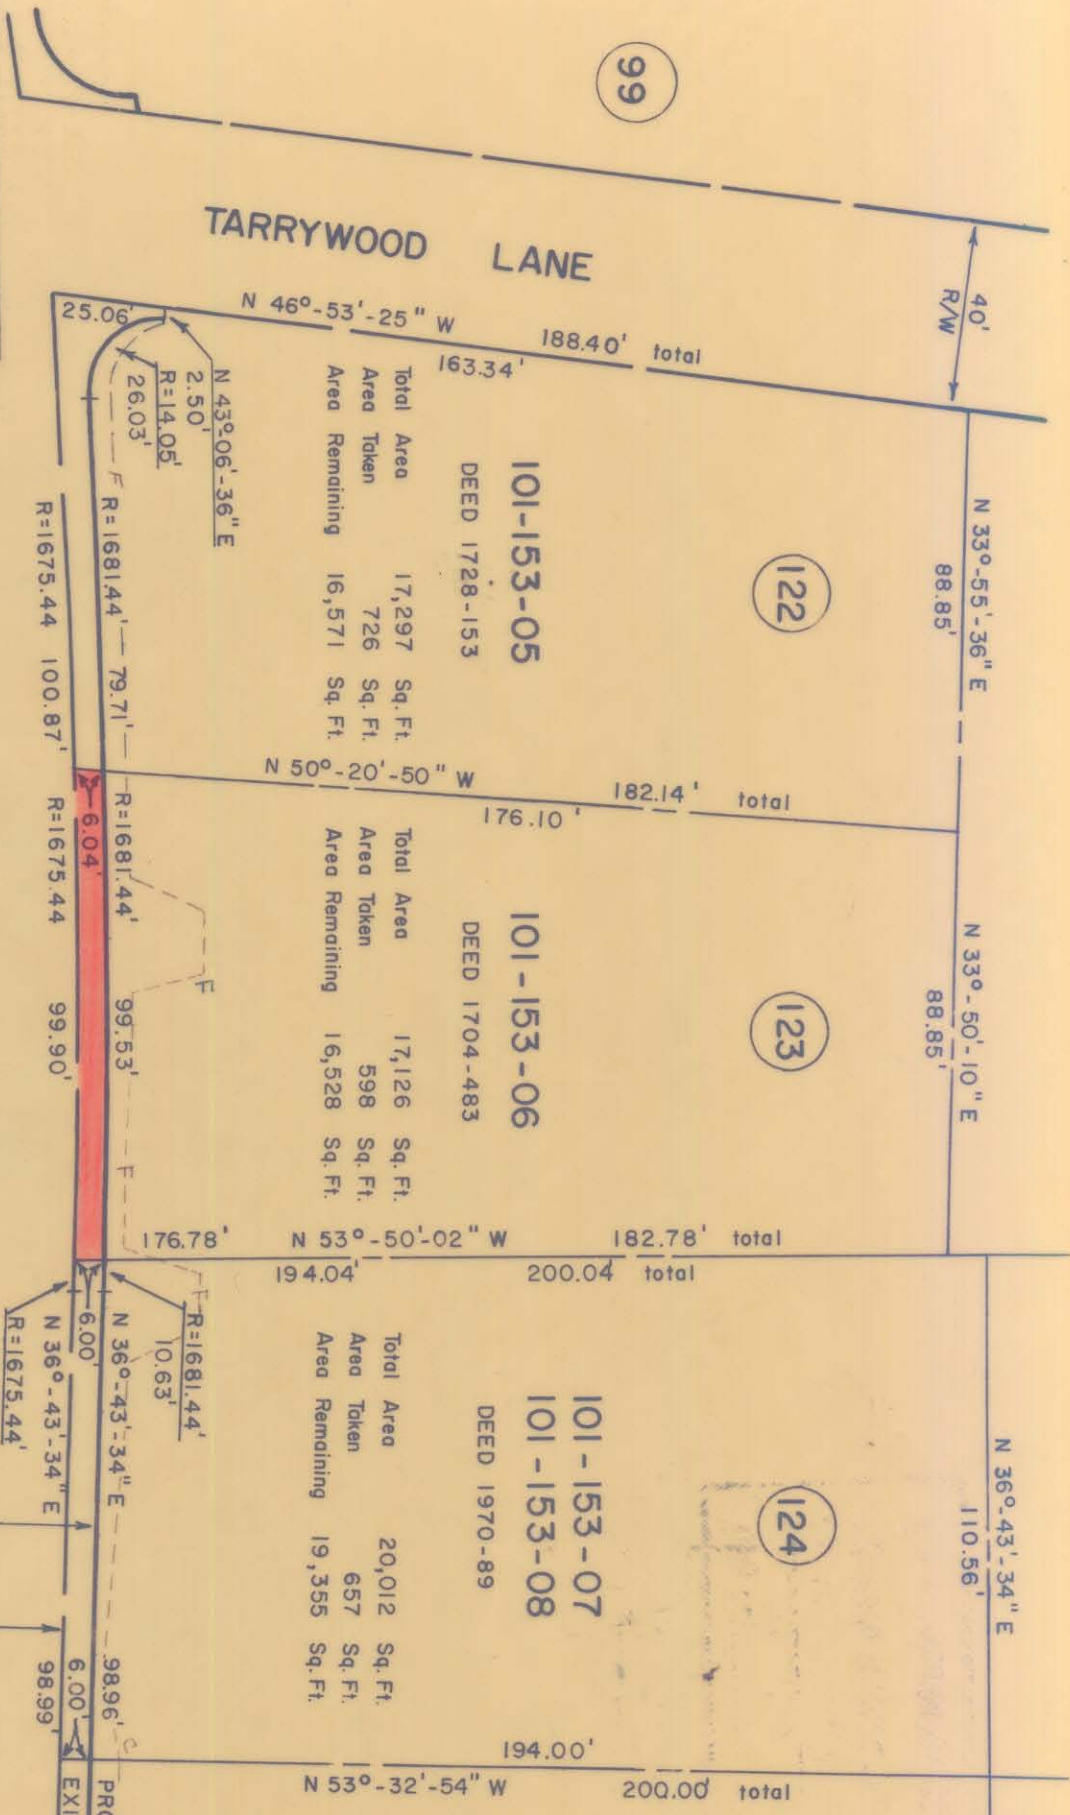 99
TARRYWOOD LANE
40'
R/W
N 46°-53'-25" W
188.40' total
163.34'
25.06'
N 43°-06'-36" E
2.50'
R=14.05'
26.03'
F
R=1681.44'
79.71'
R=1675.44 100.87'
N 33°-55'-36" E
88.85'
122
101-153-05
DEED 1728-153
Total Area 17,297 Sq. Ft.
Area Taken 726 Sq. Ft.
Area Remaining 16,571 Sq. Ft.
N 50°-20'-50" W
182.14' total
176.10'
6.04'
N 33°-50'-10" E
88.85'
123
101-153-06
DEED 1704-483
Total Area 17,126 Sq. Ft.
Area Taken 598 Sq. Ft.
Area Remaining 16,528 Sq. Ft.
F
R=1681.44' 99.53'
F
R=1675.44 99.90'
176.78' N 53°-50'-02" W 182.78' total
194.04' 200.04' total
N 36°-43'-34" E
110.56'
124
101-153-07
101-153-08
DEED 1970-89
Total Area 20,012 Sq. Ft.
Area Taken 657 Sq. Ft.
Area Remaining 19,355 Sq. Ft.
F
R=1681.44'
10.63'
N 36°-43'-34" E 98.96'
C
6.00'
N 36°-43'-34" E 98.99'
R=1675.44'
6.00'
194.00'
N 53°-32'-54" W 200.00' total
PRO
EXI